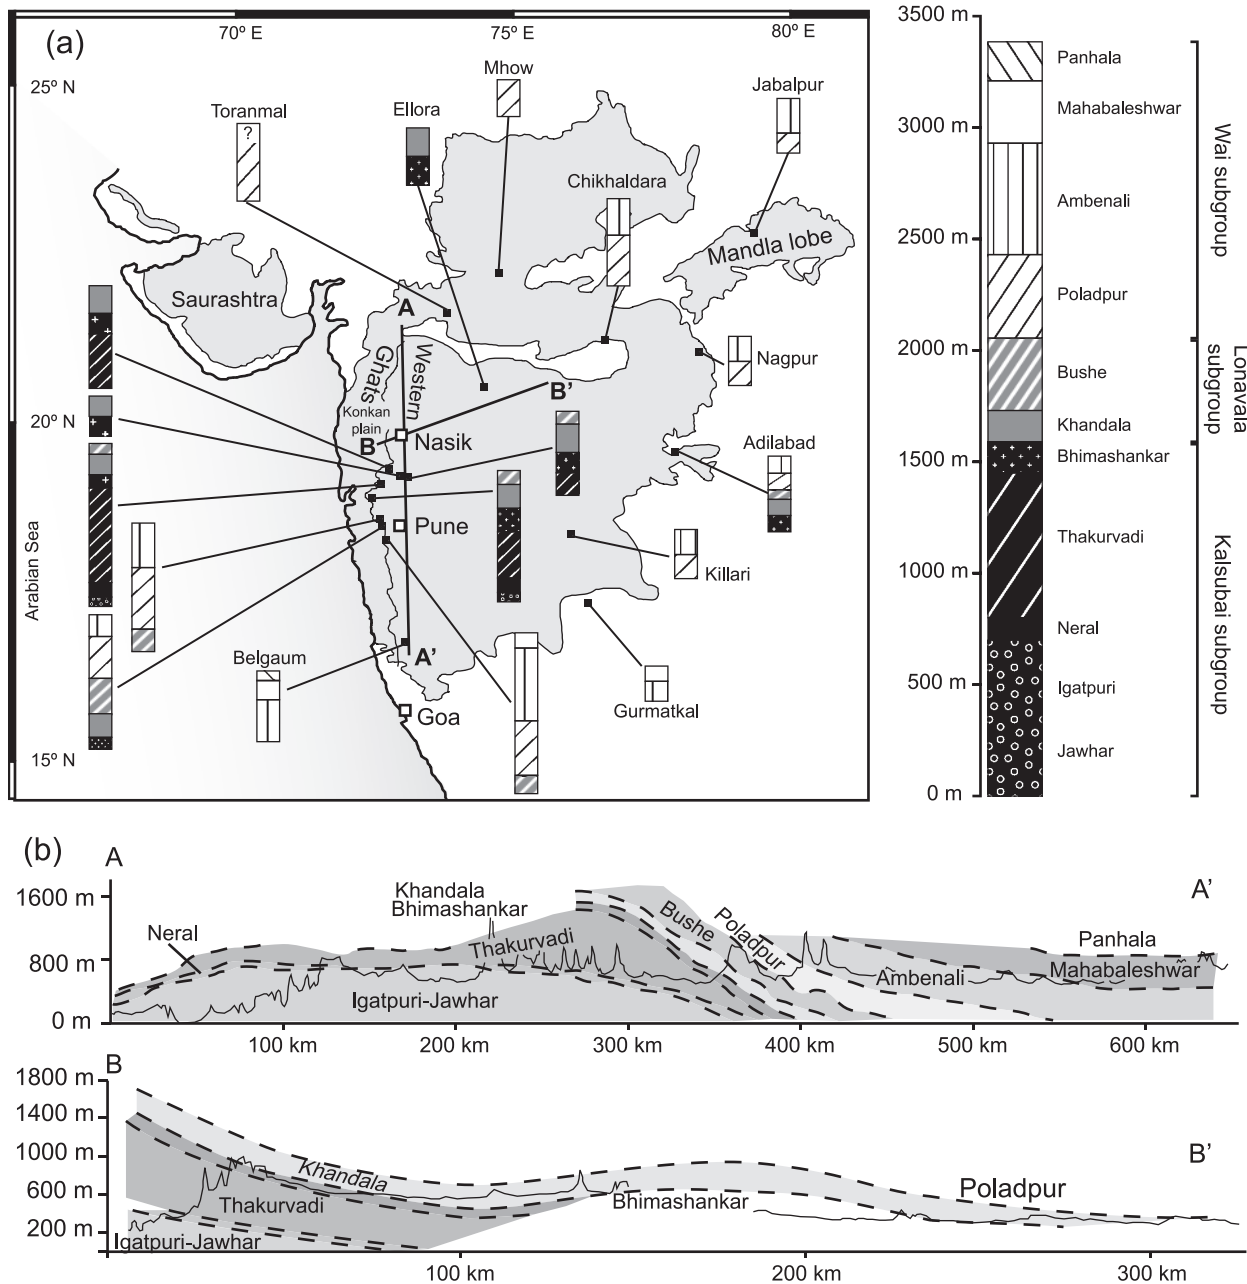 (a)
70º E
75º E
80º E
25º N
20º N
15º N
Arabian Sea
Toranmal
?
Ellora
Mhow
Jabalpur
Chikhaldara
Mandla lobe
Saurashtra
A
Western
Ghats
Konkan
plain
B
B'
Nasik
Nagpur
Adilabad
Pune
Killari
A'
Belgaum
Goa
Gurmatkal
3500 m
3000 m
2500 m
2000 m
1500 m
1000 m
500 m
0 m
Panhala
Mahabaleshwar
Ambenali
Poladpur
Bushe
Khandala
Bhimashankar
Thakurvadi
Neral
Igatpuri
Jawhar
Wai subgroup
Lonavala
subgroup
Kalsubai subgroup
(b)
A
A'
1600 m
800 m
0 m
Neral
Khandala
Bhimashankar
Thakurvadi
Igatpuri-Jawhar
Bushe
Poladpur
Ambenali
Panhala
Mahabaleshwar
100 km
200 km
300 km
400 km
500 km
600 km
B
B'
1800 m
1400 m
1000 m
600 m
200 m
Khandala
Thakurvadi
Igatpuri-Jawhar
Bhimashankar
Poladpur
100 km
200 km
300 km